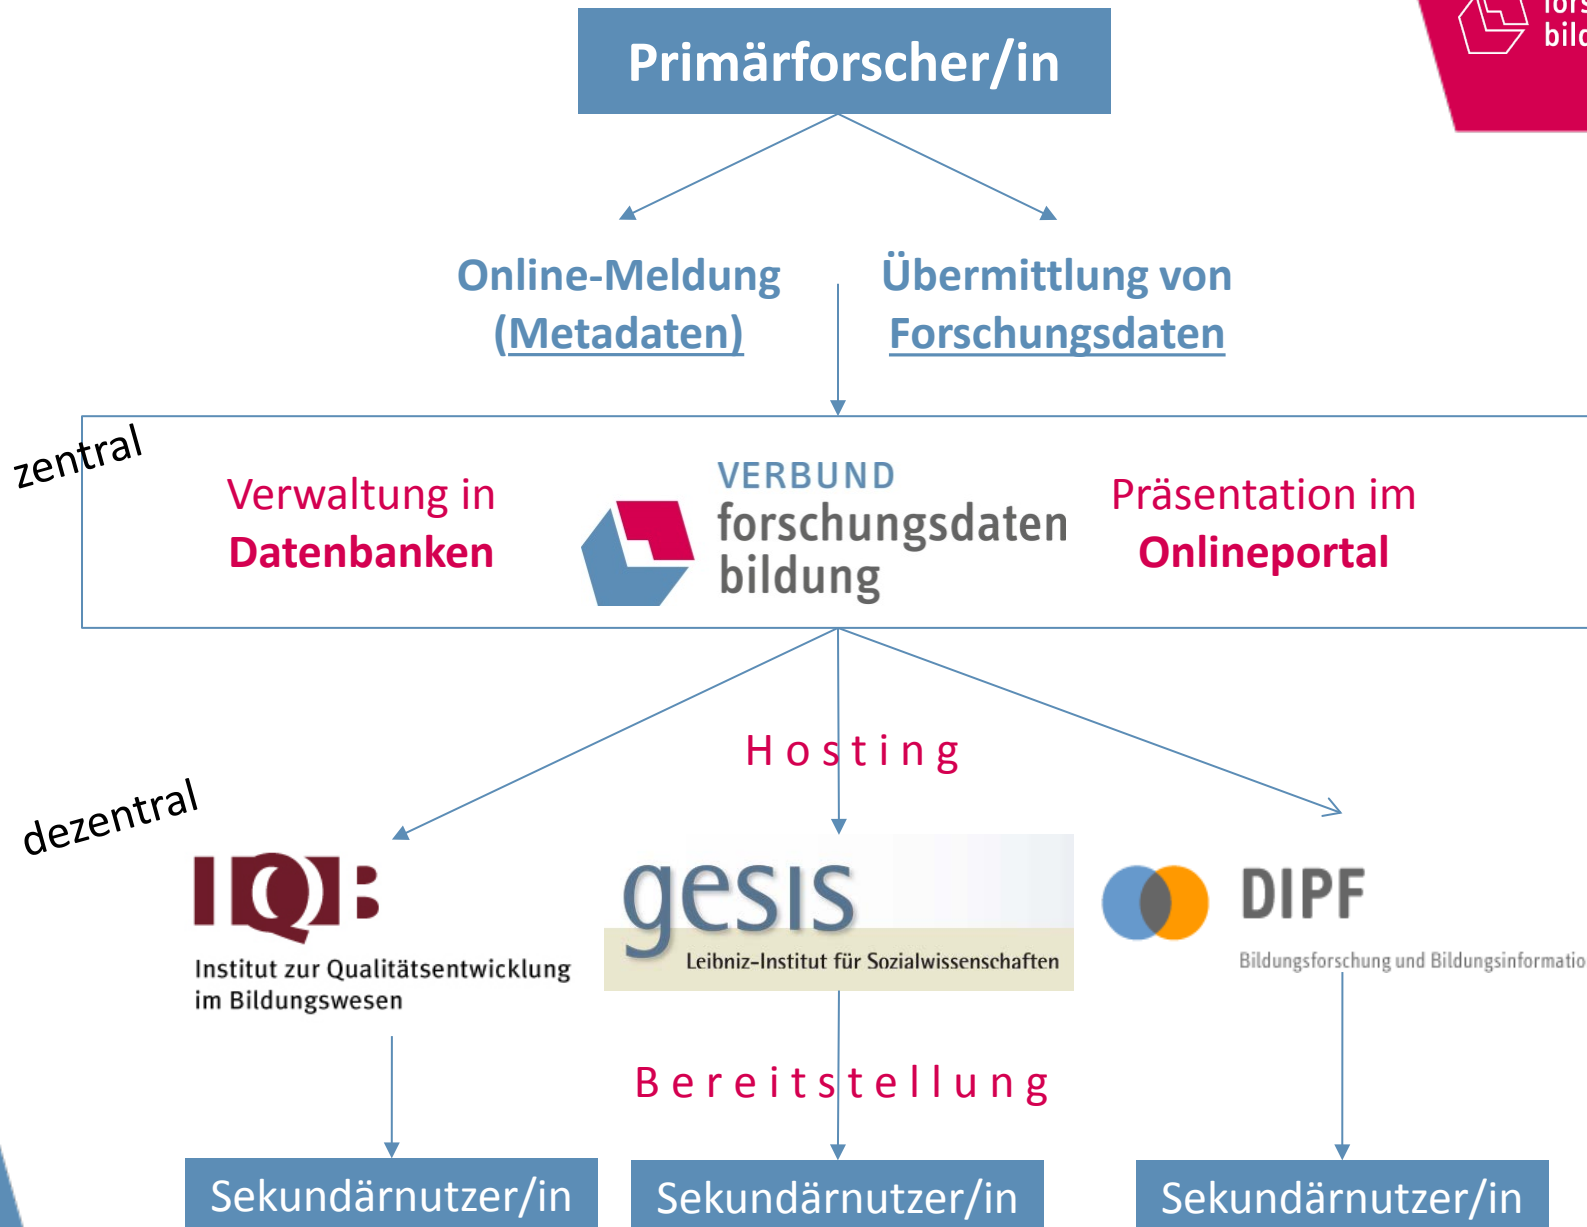 Primärforscher/in
Online-Meldung
(Metadaten)
Übermittlung von
Forschungsdaten
zentral
Verwaltung in
Datenbanken
VERBUND
forschungsdaten
bildung
Präsentation im
Onlineportal
Hosting
dezentral
IQB
Institut zur Qualitätsentwicklung
im Bildungswesen
gesis
Leibniz-Institut für Sozialwissenschaften
DIPF
Bildungsforschung und
Bereitstellung
Sekundärnutzer/in
Sekundärnutzer/in
Sekundärnutzer/in